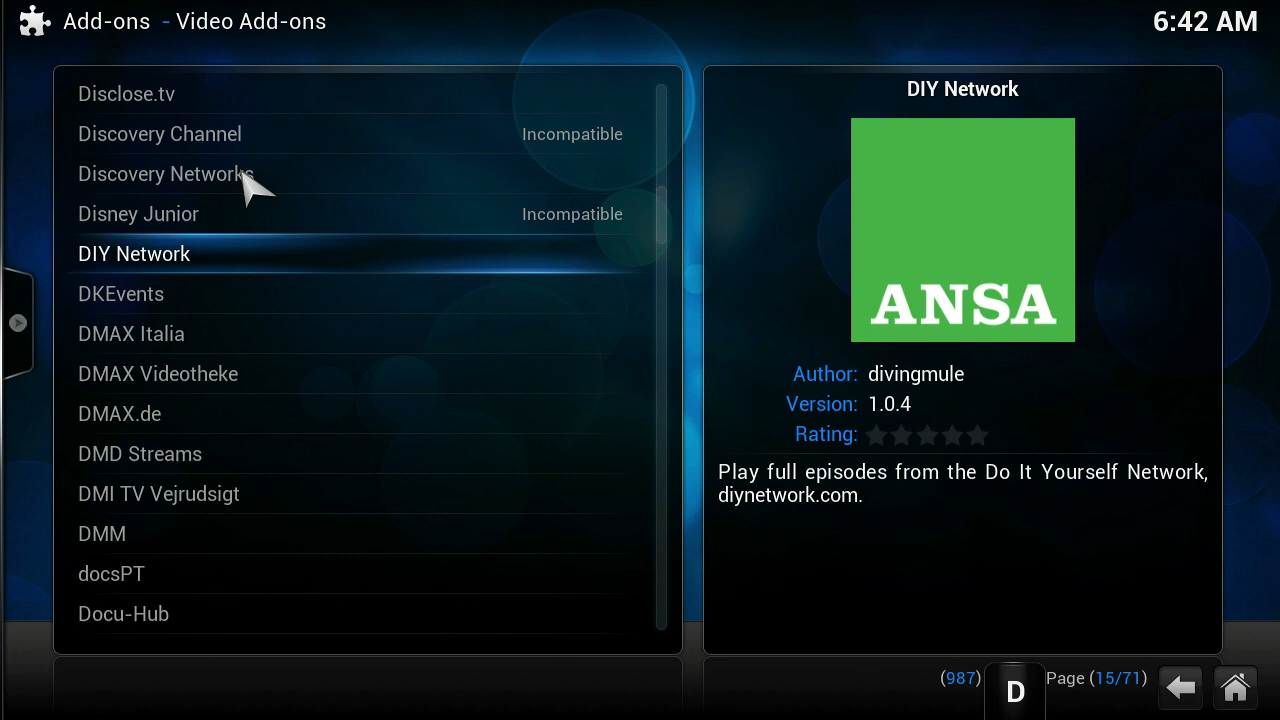 Add-ons - Video Add-ons
6:42 AM
Disclose.tv
Discovery Channel Incompatible
Discovery Networks
Disney Junior Incompatible
DIY Network
DKEvents
DMAX Italia
DMAX Videotheke
DMAX.de
DMD Streams
DMI TV Vejrudsigt
DMM
docsPT
Docu-Hub
DIY Network
ANSA
Author: divingmule
Version: 1.0.4
Rating:
Play full episodes from the Do It Yourself Network,
diynetwork.com.
(987) D Page (15/71)